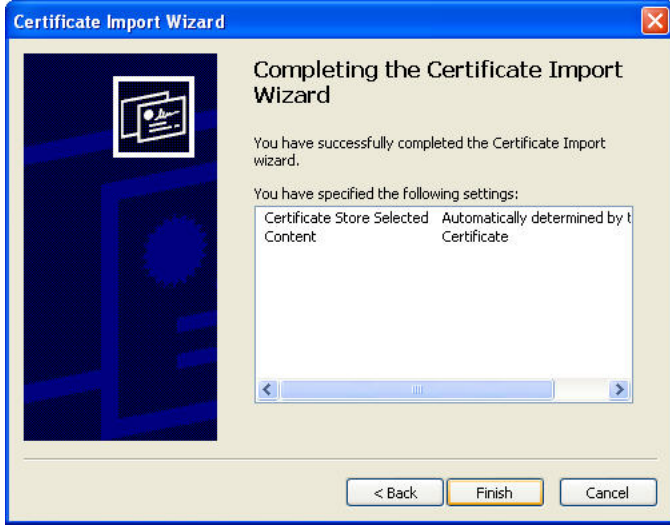 Certificate Import Wizard
Completing the Certificate Import
Wizard
You have successfully completed the Certificate Import
wizard.
You have specified the following settings:
Certificate Store Selected Automatically determined by t
Content Certificate
< Back Finish Cancel